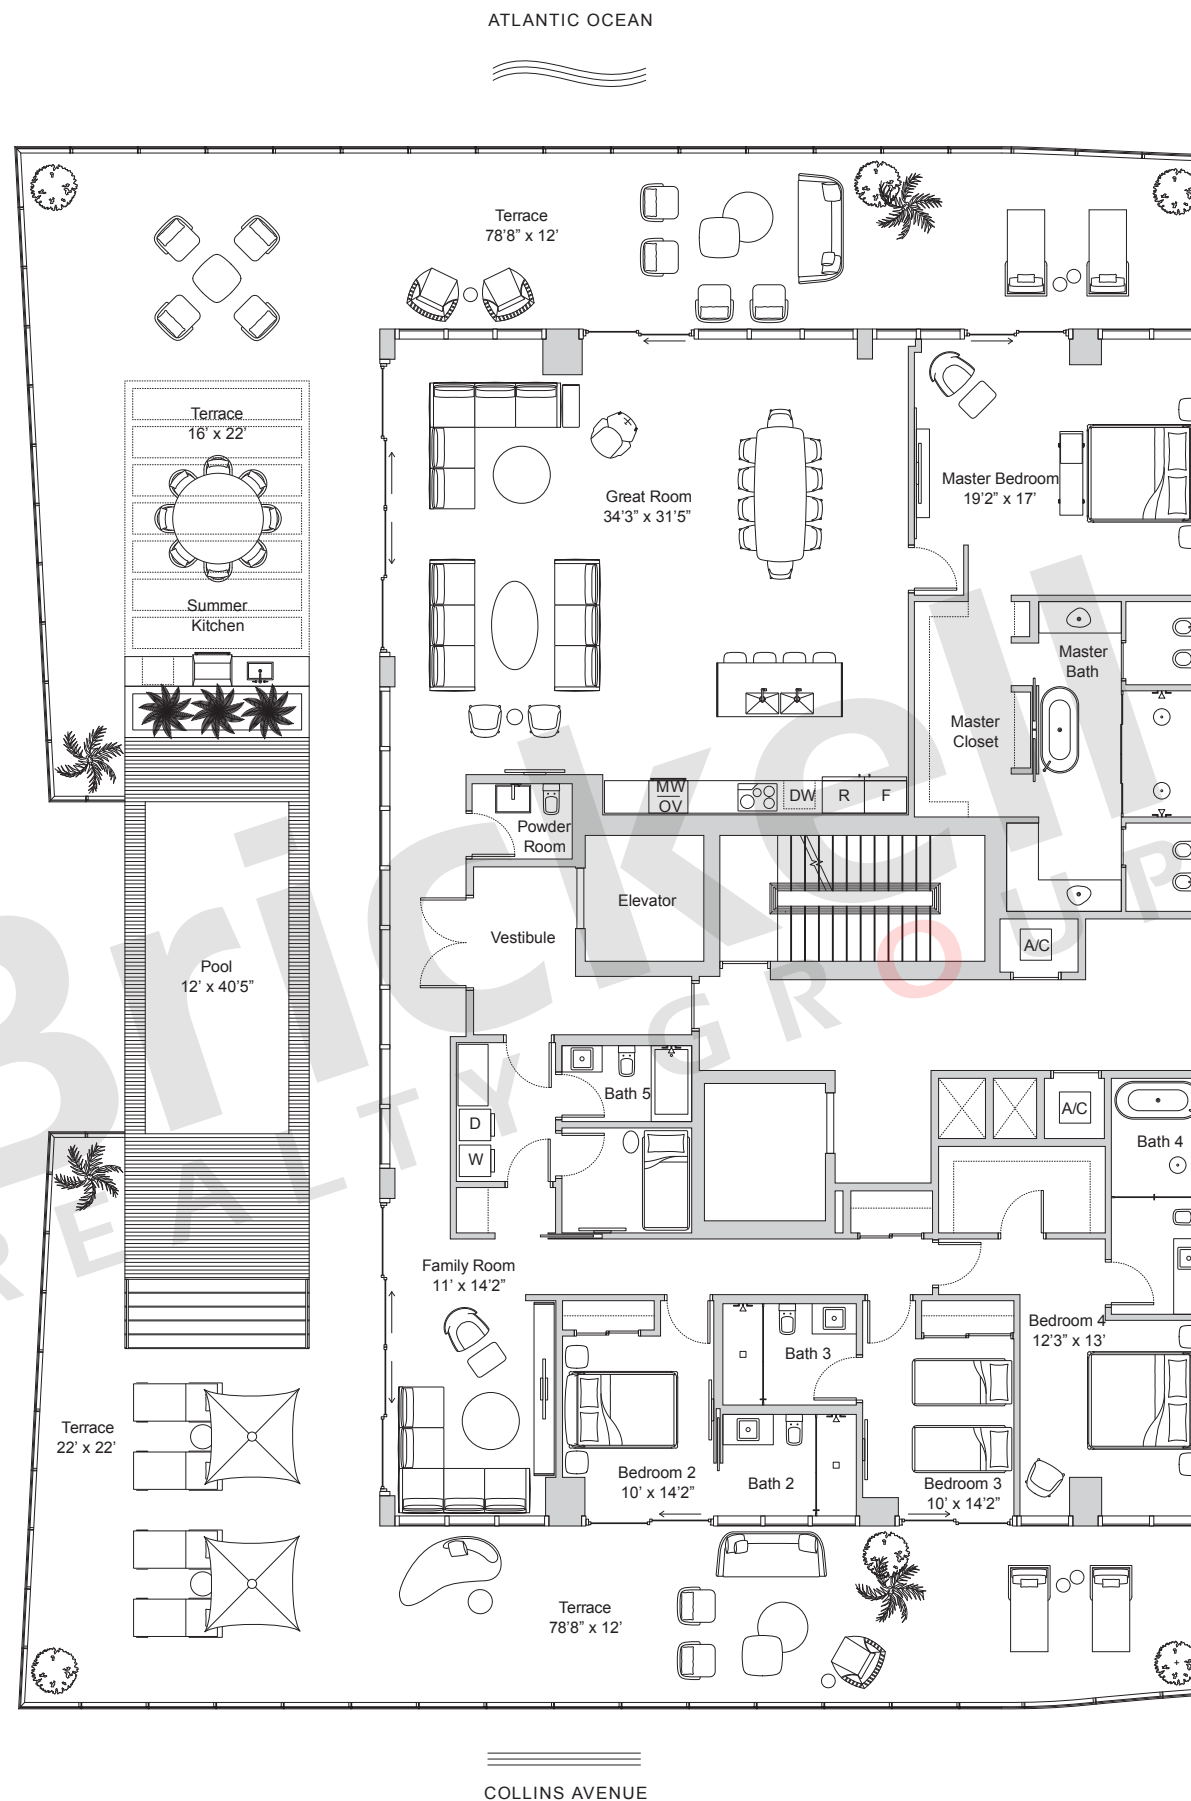 ATLANTIC OCEAN
Terrace
78'8" x 12'
Terrace
16' x 22'
Great Room
34'3" x 31'5"
Master Bedroom
19'2" x 17'
Summer
Kitchen
Master
Bath
Master
Closet
MW
OV
DW
R
F
Powder
Room
Elevator
Vestibule
A/C
Pool
12' x 40'5"
Brickell
REALTY GROUP
Bath 5
D
W
A/C
Bath 4
Family Room
11' x 14'2"
Bedroom 4
12'3" x 13'
Bath 3
Terrace
22' x 22'
Bedroom 2
10' x 14'2"
Bath 2
Bedroom 3
10' x 14'2"
Terrace
78'8" x 12'
COLLINS AVENUE